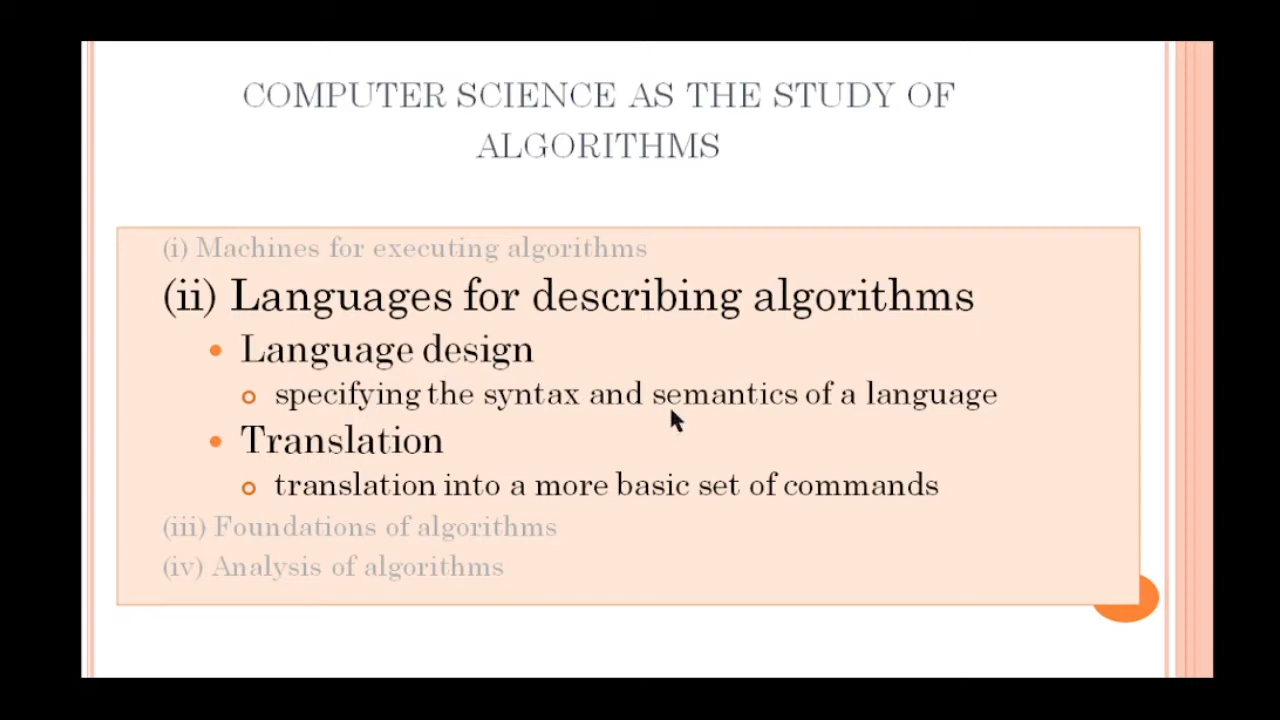 COMPUTER SCIENCE AS THE STUDY OF
ALGORITHMS
(i) Machines for executing algorithms
(ii) Languages for describing algorithms
• Language design
o specifying the syntax and semantics of a language
• Translation
o translation into a more basic set of commands
(iii) Foundations of algorithms
(iv) Analysis of algorithms